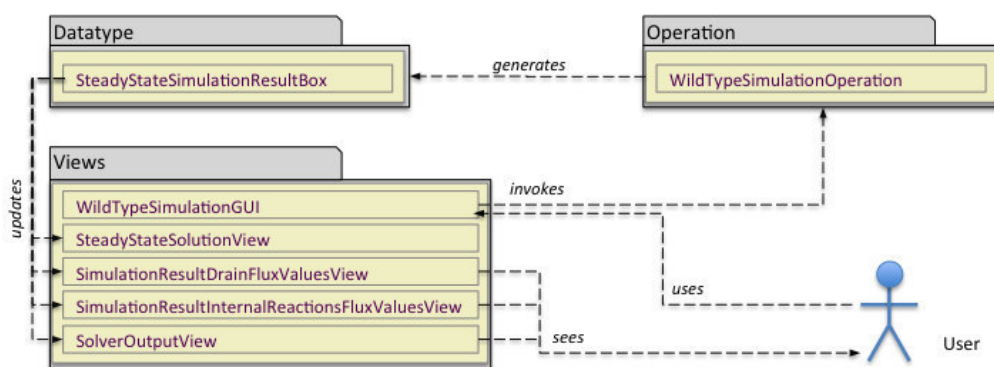 Datatype
Operation
SteadyStateSimulationResultBox
generates
WildTypeSimulationOperation
Views
updates
WildTypeSimulationGUI
invokes
SteadyStateSolutionView
SimulationResultDrainFluxValuesView
SimulationResultInternalReactionsFluxValuesView
uses
SolverOutputView
sees
User